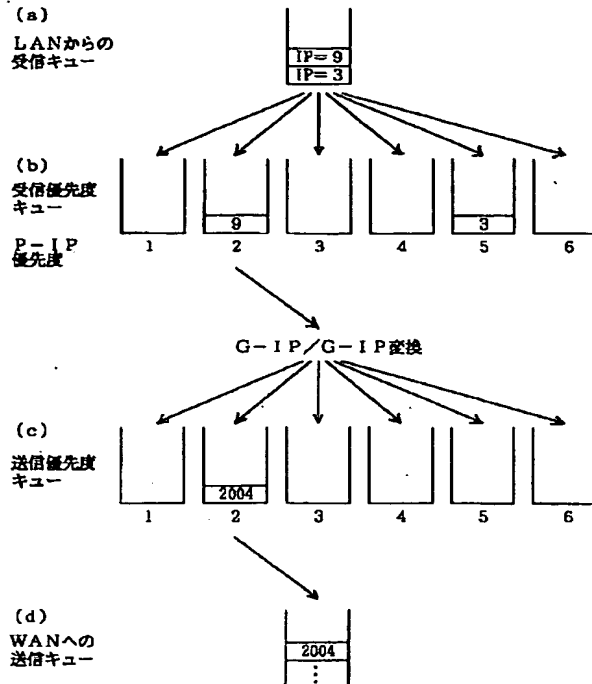 (a)
LANからの
受信キュー
IP=9
IP=3
(b)
受信優先度
キュー
9
3
P-IP
優先度
1 2 3 4 5 6
G-IP/G-IP変換
(c)
送信優先度
キュー
2004
1 2 3 4 5 6
(d)
WANへの
送信キュー
2004
⋮